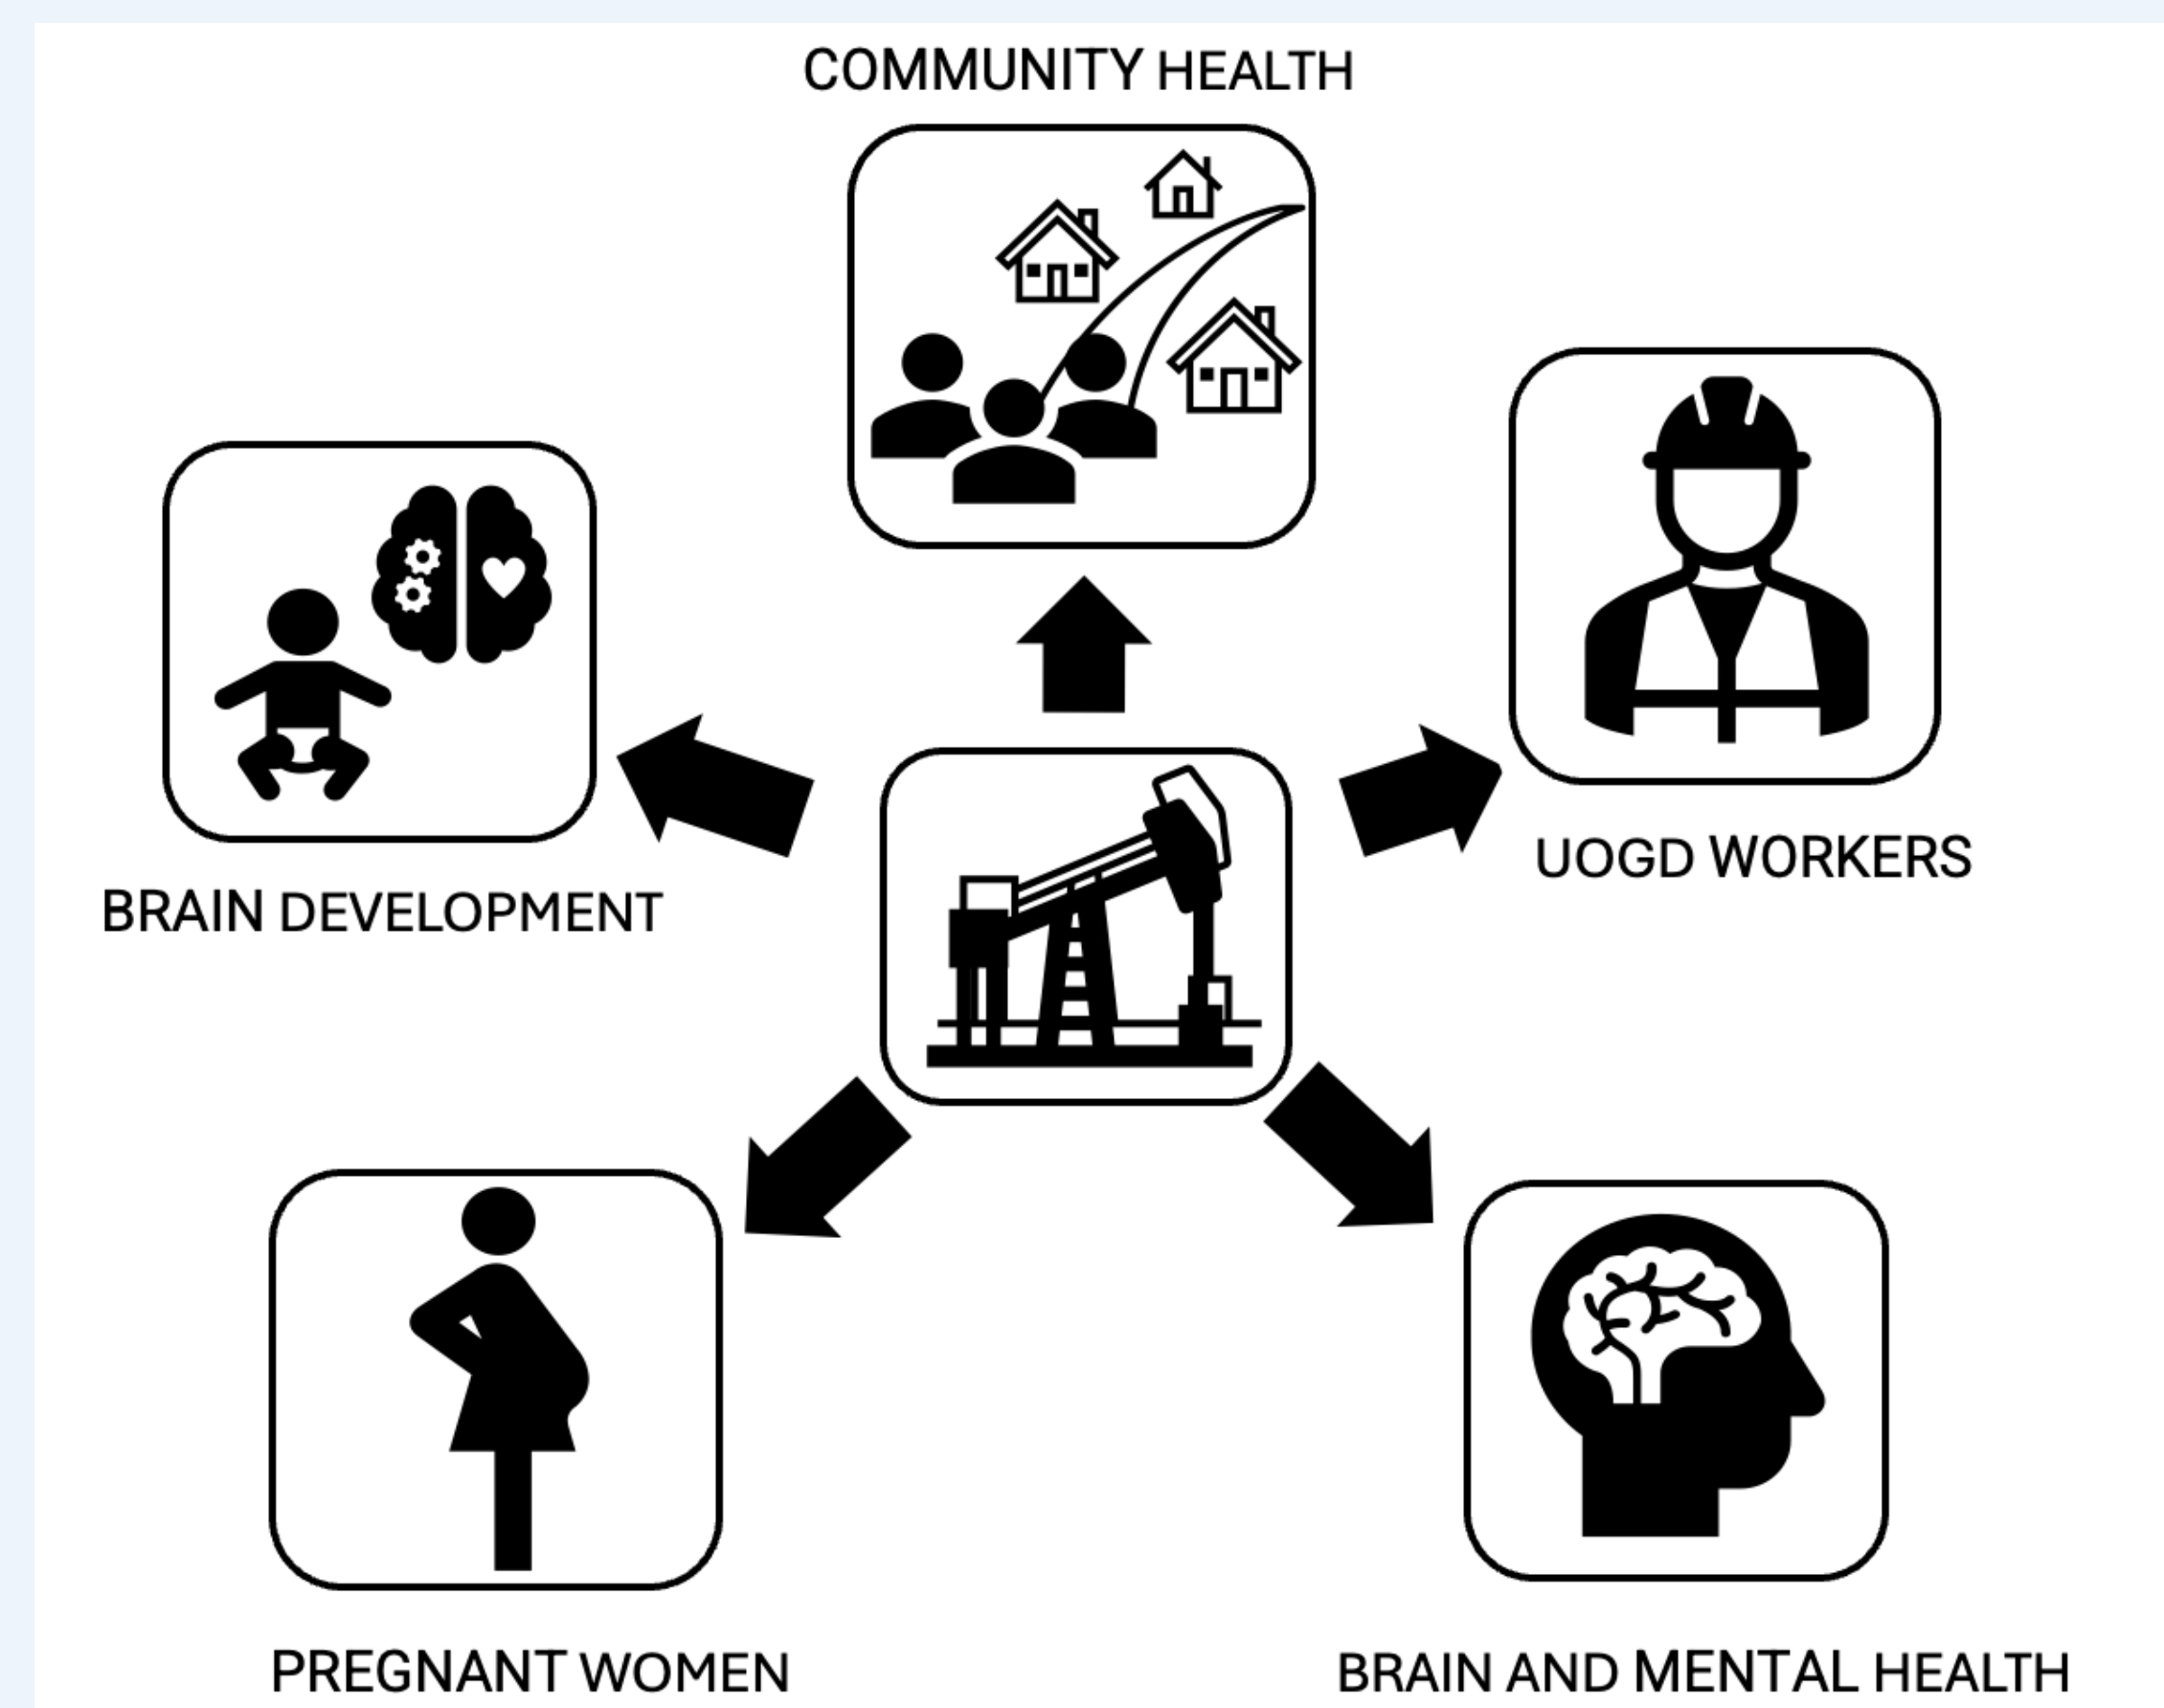 COMMUNITY HEALTH
UOGD WORKERS
BRAIN DEVELOPMENT
PREGNANT WOMEN
BRAIN AND MENTAL HEALTH